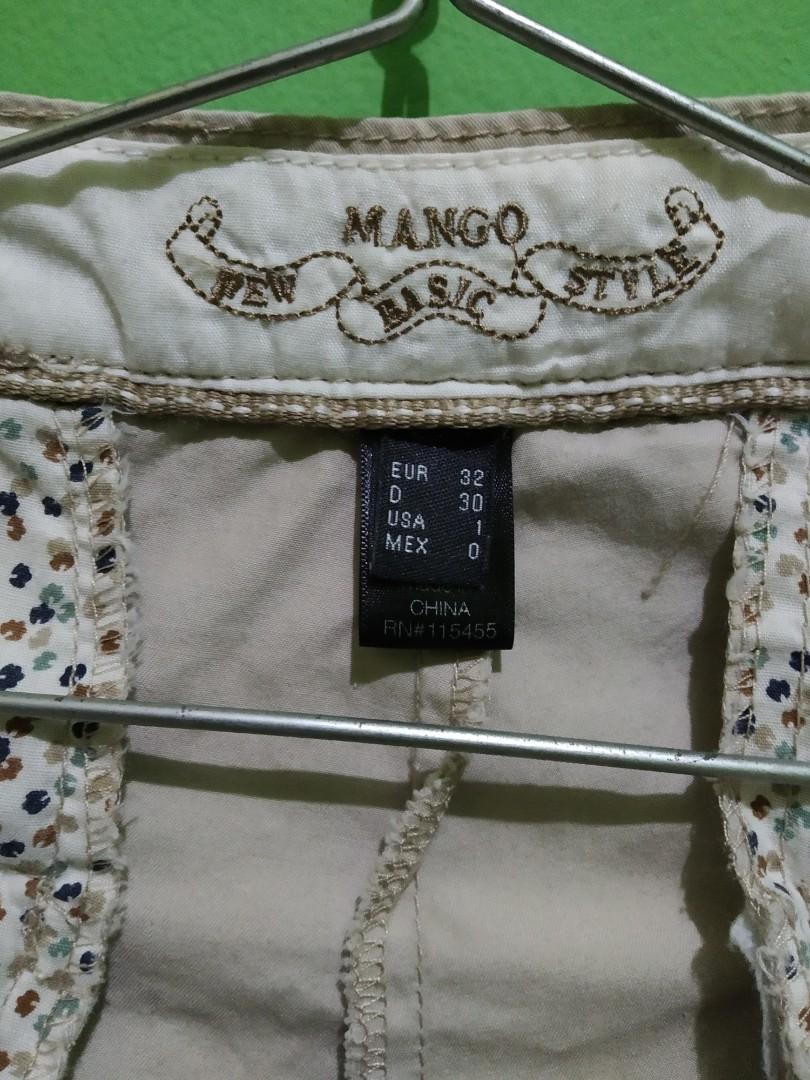 MANGO
NEW BASIC STYLE
EUR 32
D 30
USA 1
MEX 0
CHINA
RN#115455